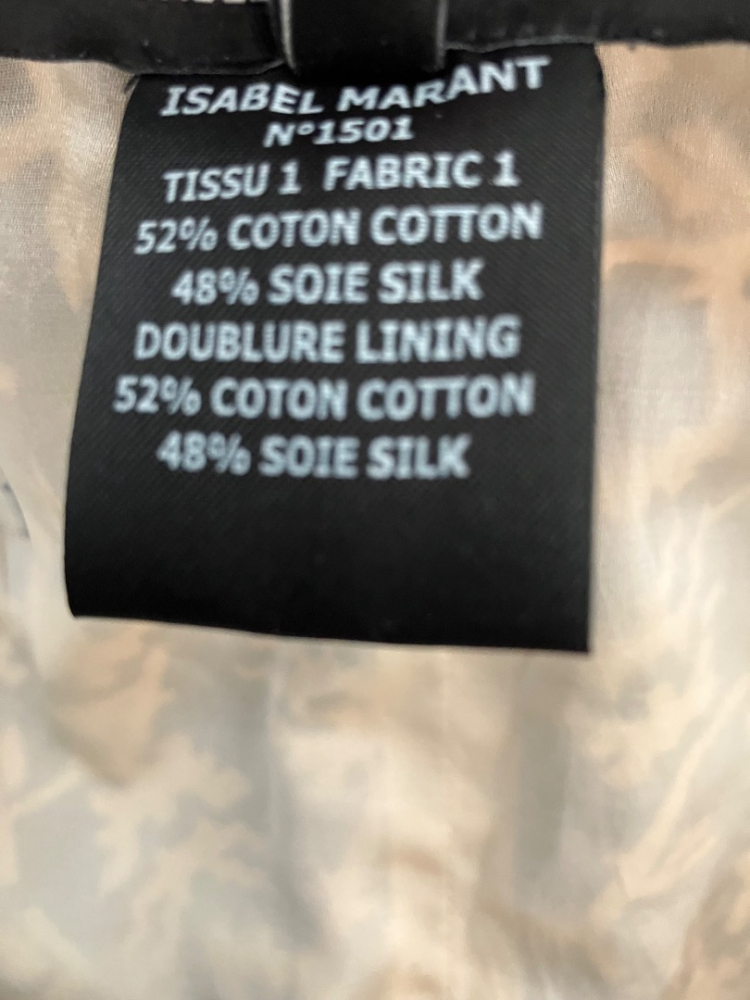 ISABEL MARANT
N°1501
TISSU 1 FABRIC 1
52% COTON COTTON
48% SOIE SILK
DOUBLURE LINING
52% COTON COTTON
48% SOIE SILK